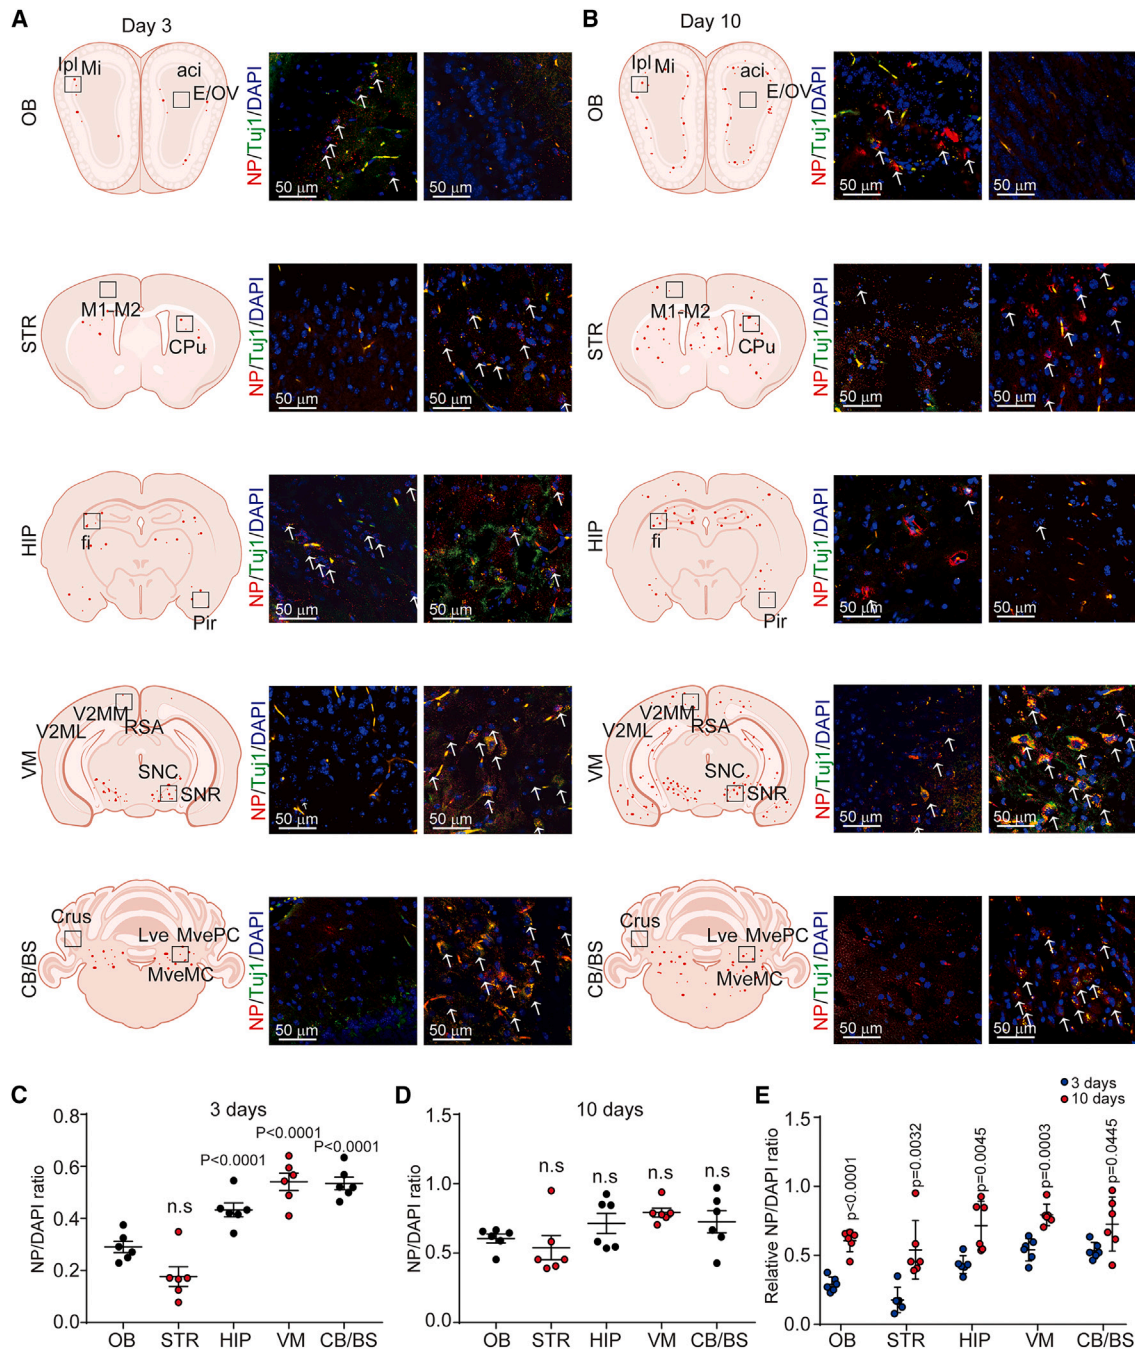 A
Day 3
B
Day 10
OB
Ipl
Mi
aci
E/OV
NP/Tuj1/DAPI
50 µm
50 µm
OB
Ipl
Mi
aci
E/OV
NP/Tuj1/DAPI
50 µm
50 µm
STR
M1-M2
CPu
NP/Tuj1/DAPI
50 µm
50 µm
STR
M1-M2
CPu
NP/Tuj1/DAPI
50 µm
50 µm
HIP
fi
Pir
NP/Tuj1/DAPI
50 µm
50 µm
HIP
fi
Pir
NP/Tuj1/DAPI
50 µm
50 µm
VM
V2MM
V2ML
RSA
SNC
SNR
NP/Tuj1/DAPI
50 µm
50 µm
VM
V2MM
V2ML
RSA
SNC
SNR
NP/Tuj1/DAPI
50 µm
50 µm
CB/BS
Crus
Lve MvePC
MveMC
NP/Tuj1/DAPI
50 µm
50 µm
CB/BS
Crus
Lve MvePC
MveMC
NP/Tuj1/DAPI
50 µm
50 µm
C
3 days
NP/DAPI ratio
0.8
0.6
0.4
0.2
0.0
n.s
P<0.0001
P<0.0001
P<0.0001
OB STR HIP VM CB/BS
D
10 days
NP/DAPI ratio
1.5
1.0
0.5
0.0
n.s
n.s
n.s
n.s
OB STR HIP VM CB/BS
E
3 days
10 days
Relative NP/DAPI ratio
1.5
1.0
0.5
0.0
p<0.0001
p=0.0032
p=0.0045
p=0.0003
p=0.0445
OB STR HIP VM CB/BS